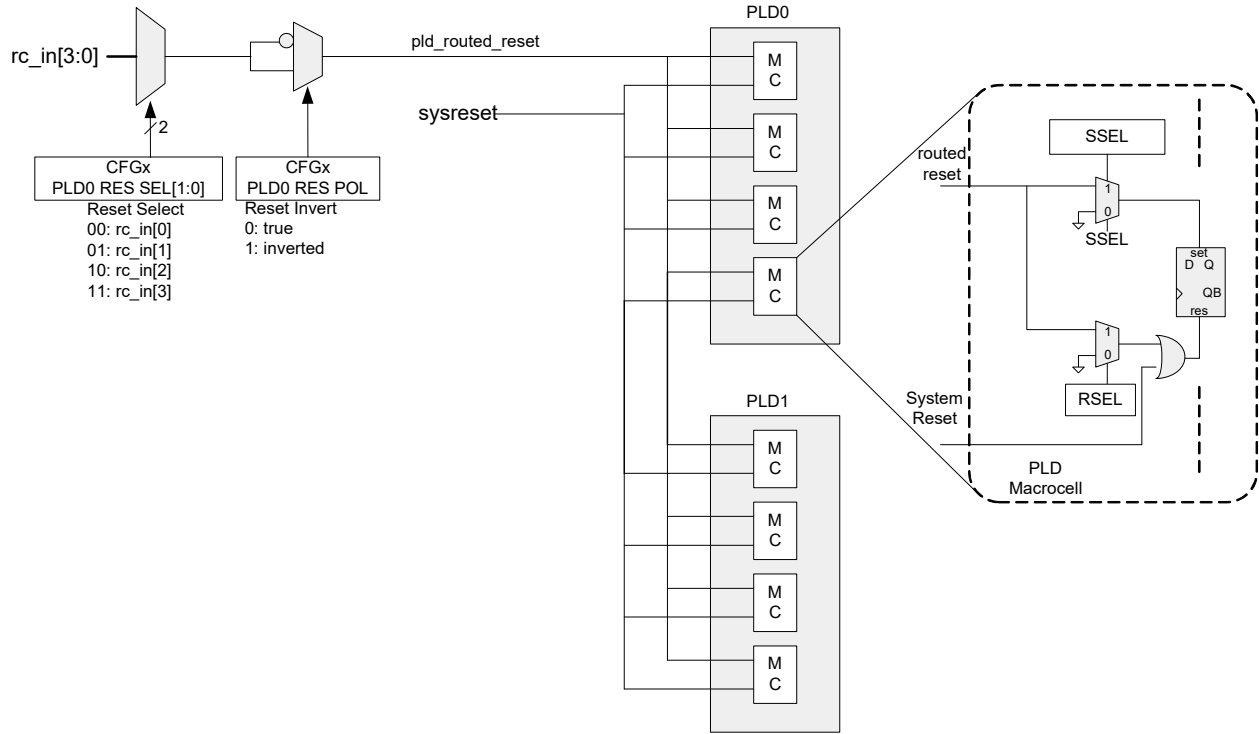 PLD0
rc_in[3:0]
pld_routed_reset
sysreset
2
CFGx
PLD0 RES SEL[1:0]
Reset Select
00: rc_in[0]
01: rc_in[1]
10: rc_in[2]
11: rc_in[3]
CFGx
PLD0 RES POL
Reset Invert
0: true
1: inverted
M
C
M
C
M
C
M
C
PLD1
M
C
M
C
M
C
M
C
routed
reset
SSEL
1
0
SSEL
set
D Q
QB
res
1
0
RSEL
System
Reset
PLD
Macrocell